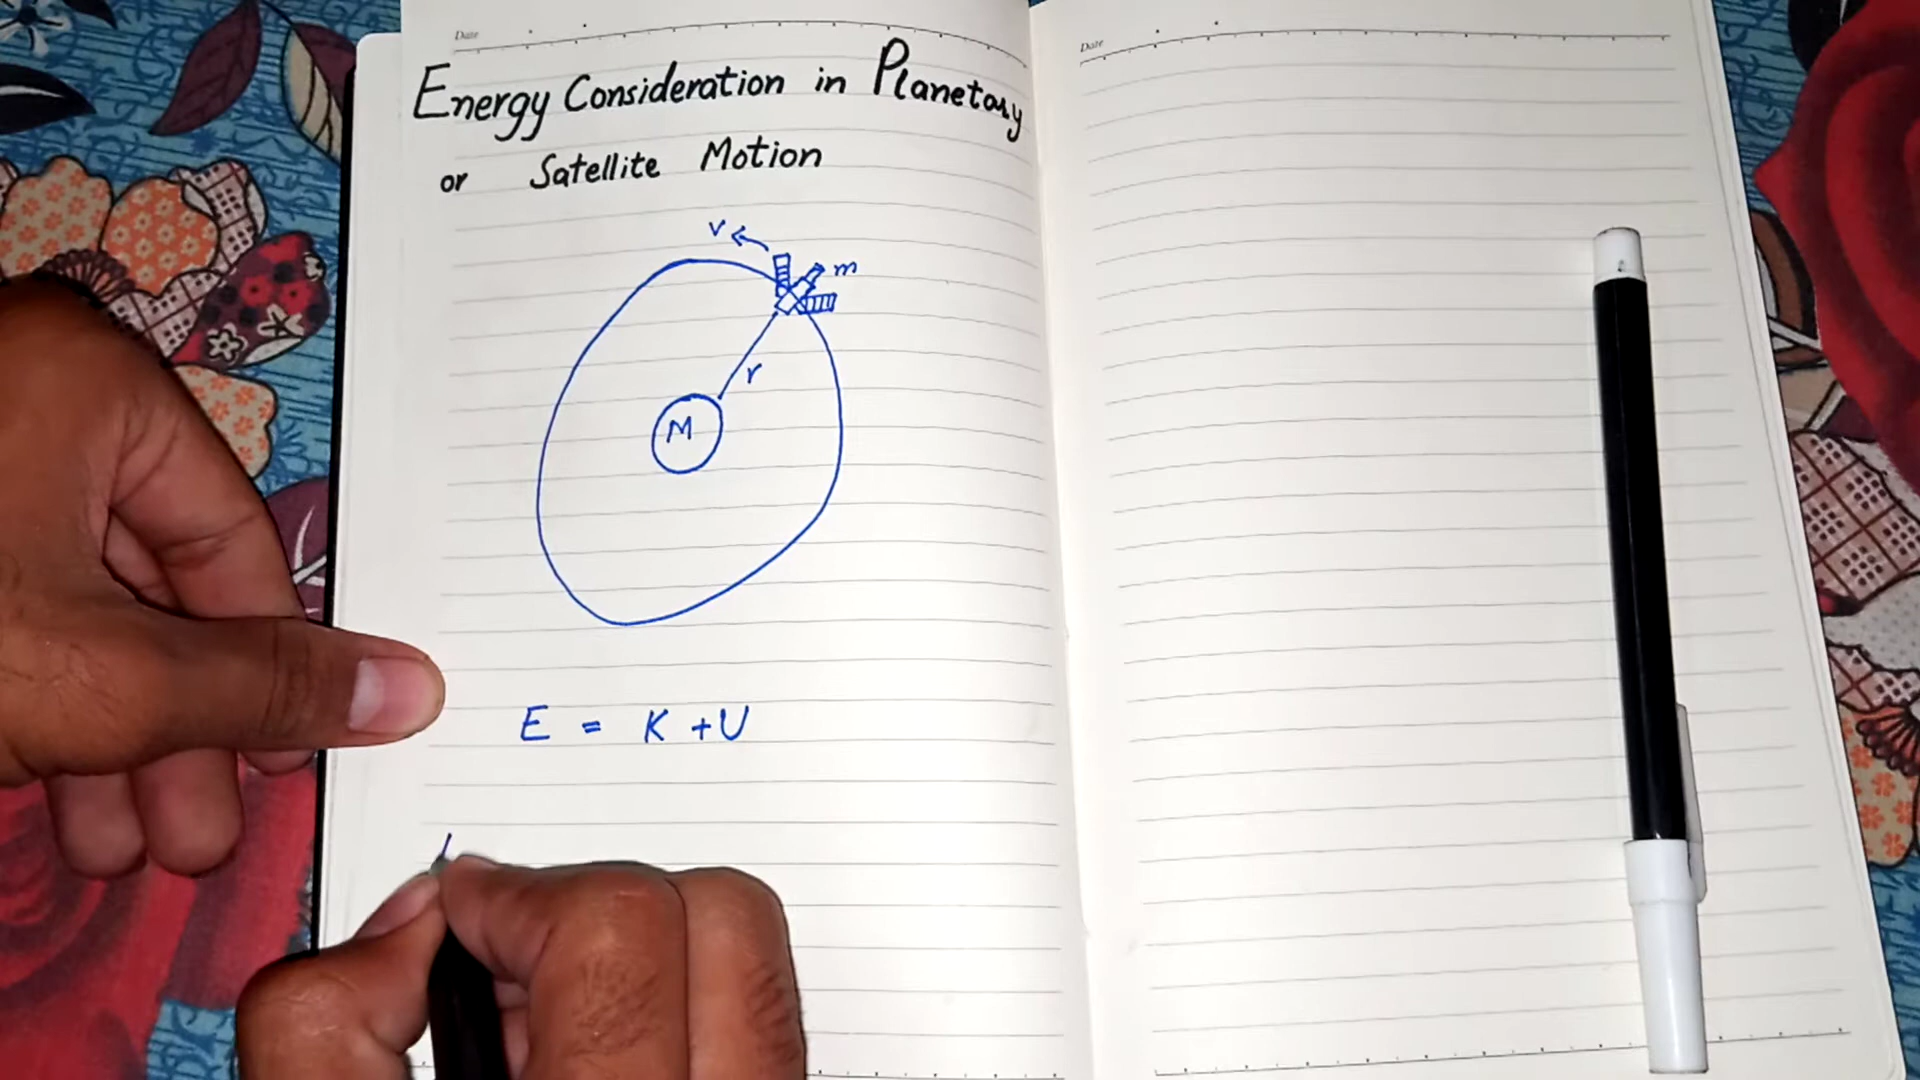 Date
Date
Energy Consideration in Planetary
or Satellite Motion
v
m
r
M
E = K + U